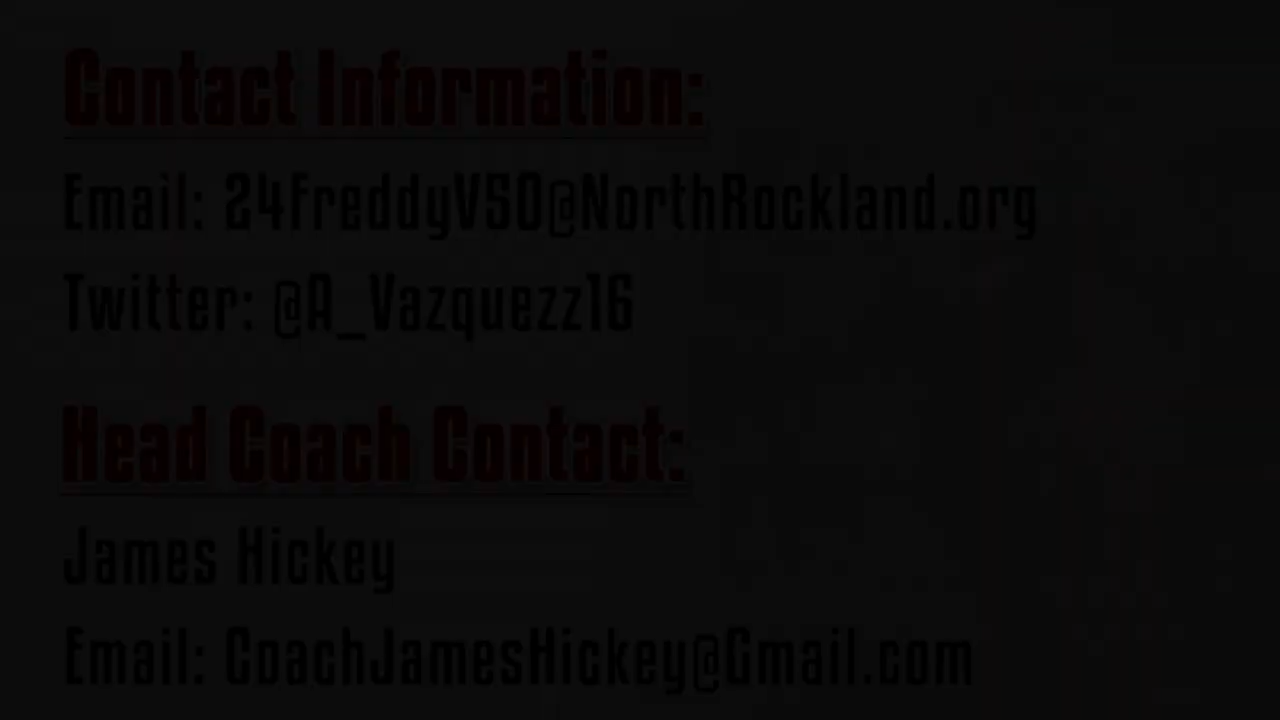 Contact Information:
Email: 24FreddyV50@NorthRockland.org
Twitter: @A_Vazquezz16
Head Coach Contact:
James Hickey
Email: CoachJamesHickey@Gmail.com